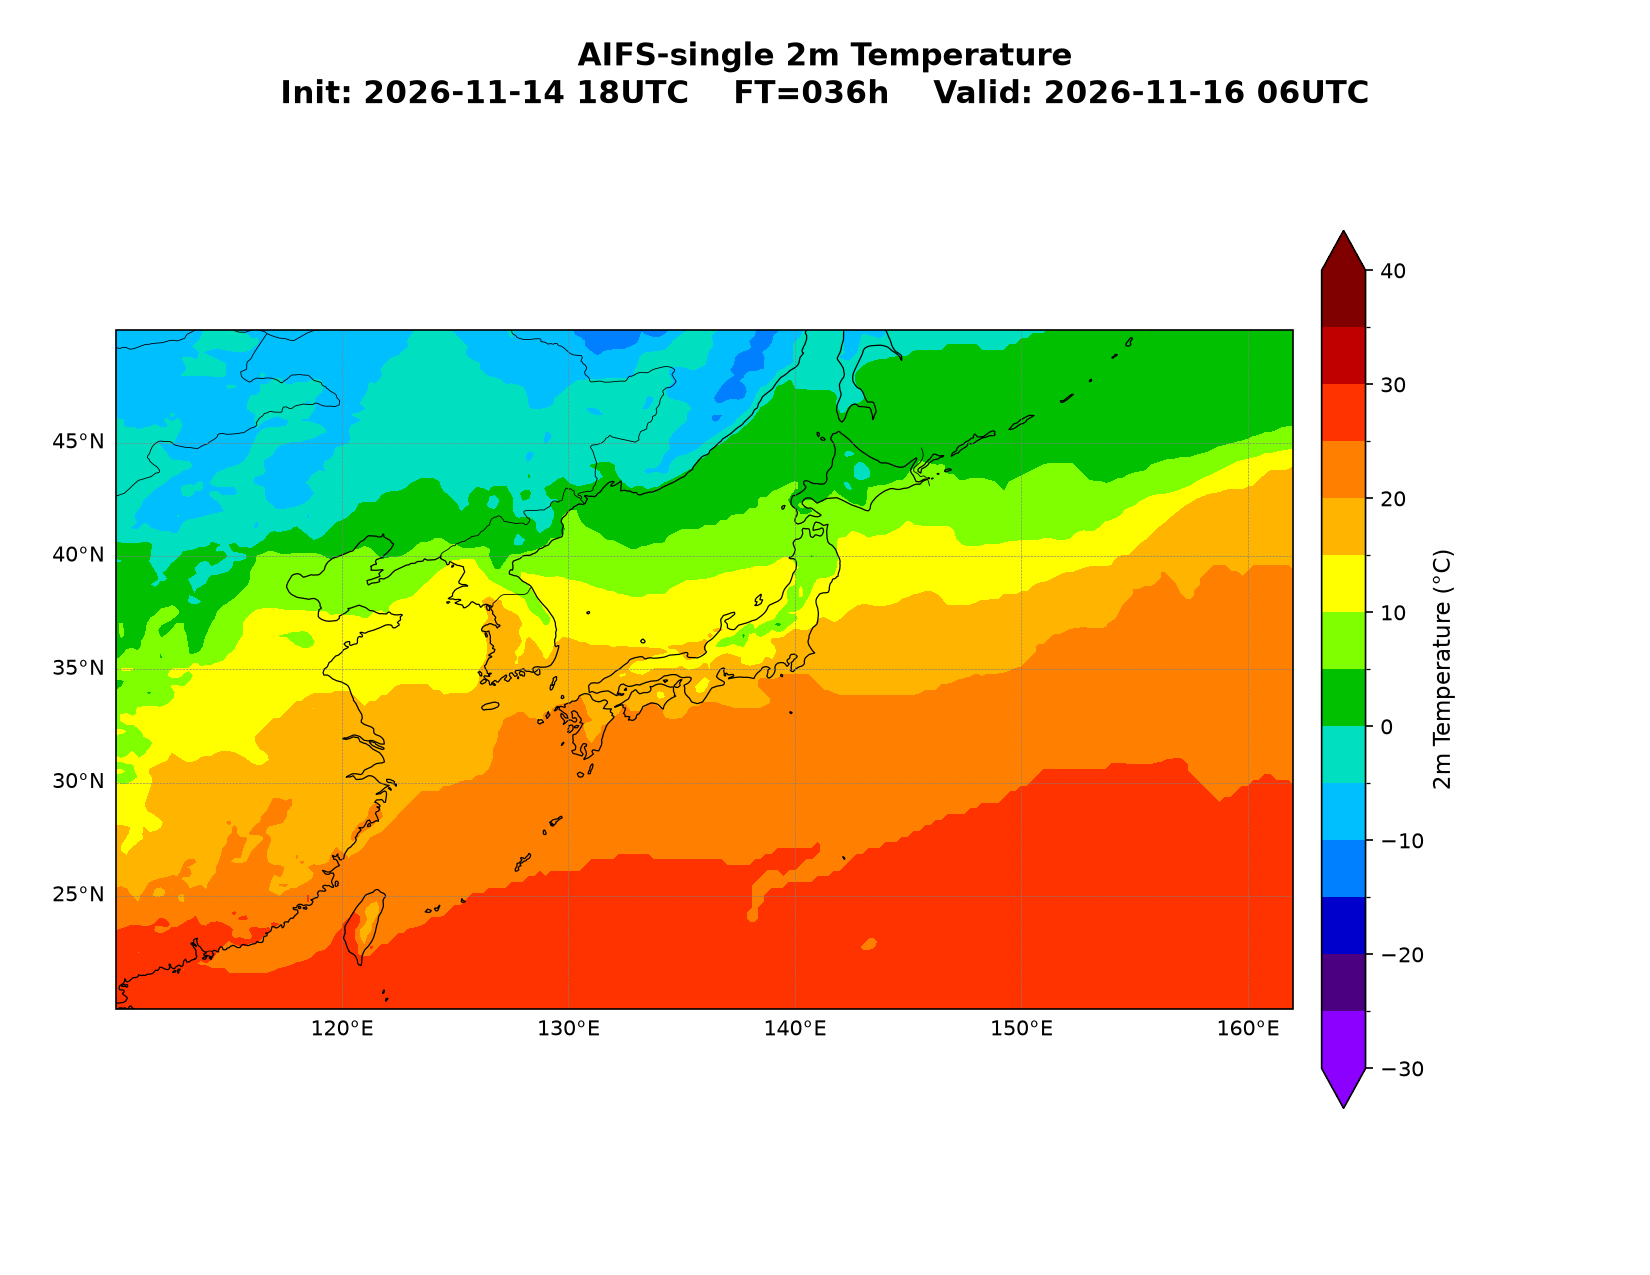 AIFS-single 2m Temperature
Init: 2026-11-14 18UTC    FT=036h    Valid: 2026-11-16 06UTC
45°N
40°N
35°N
30°N
25°N
120°E
130°E
140°E
150°E
160°E
40
30
20
10
0
−10
−20
−30
2m Temperature (°C)